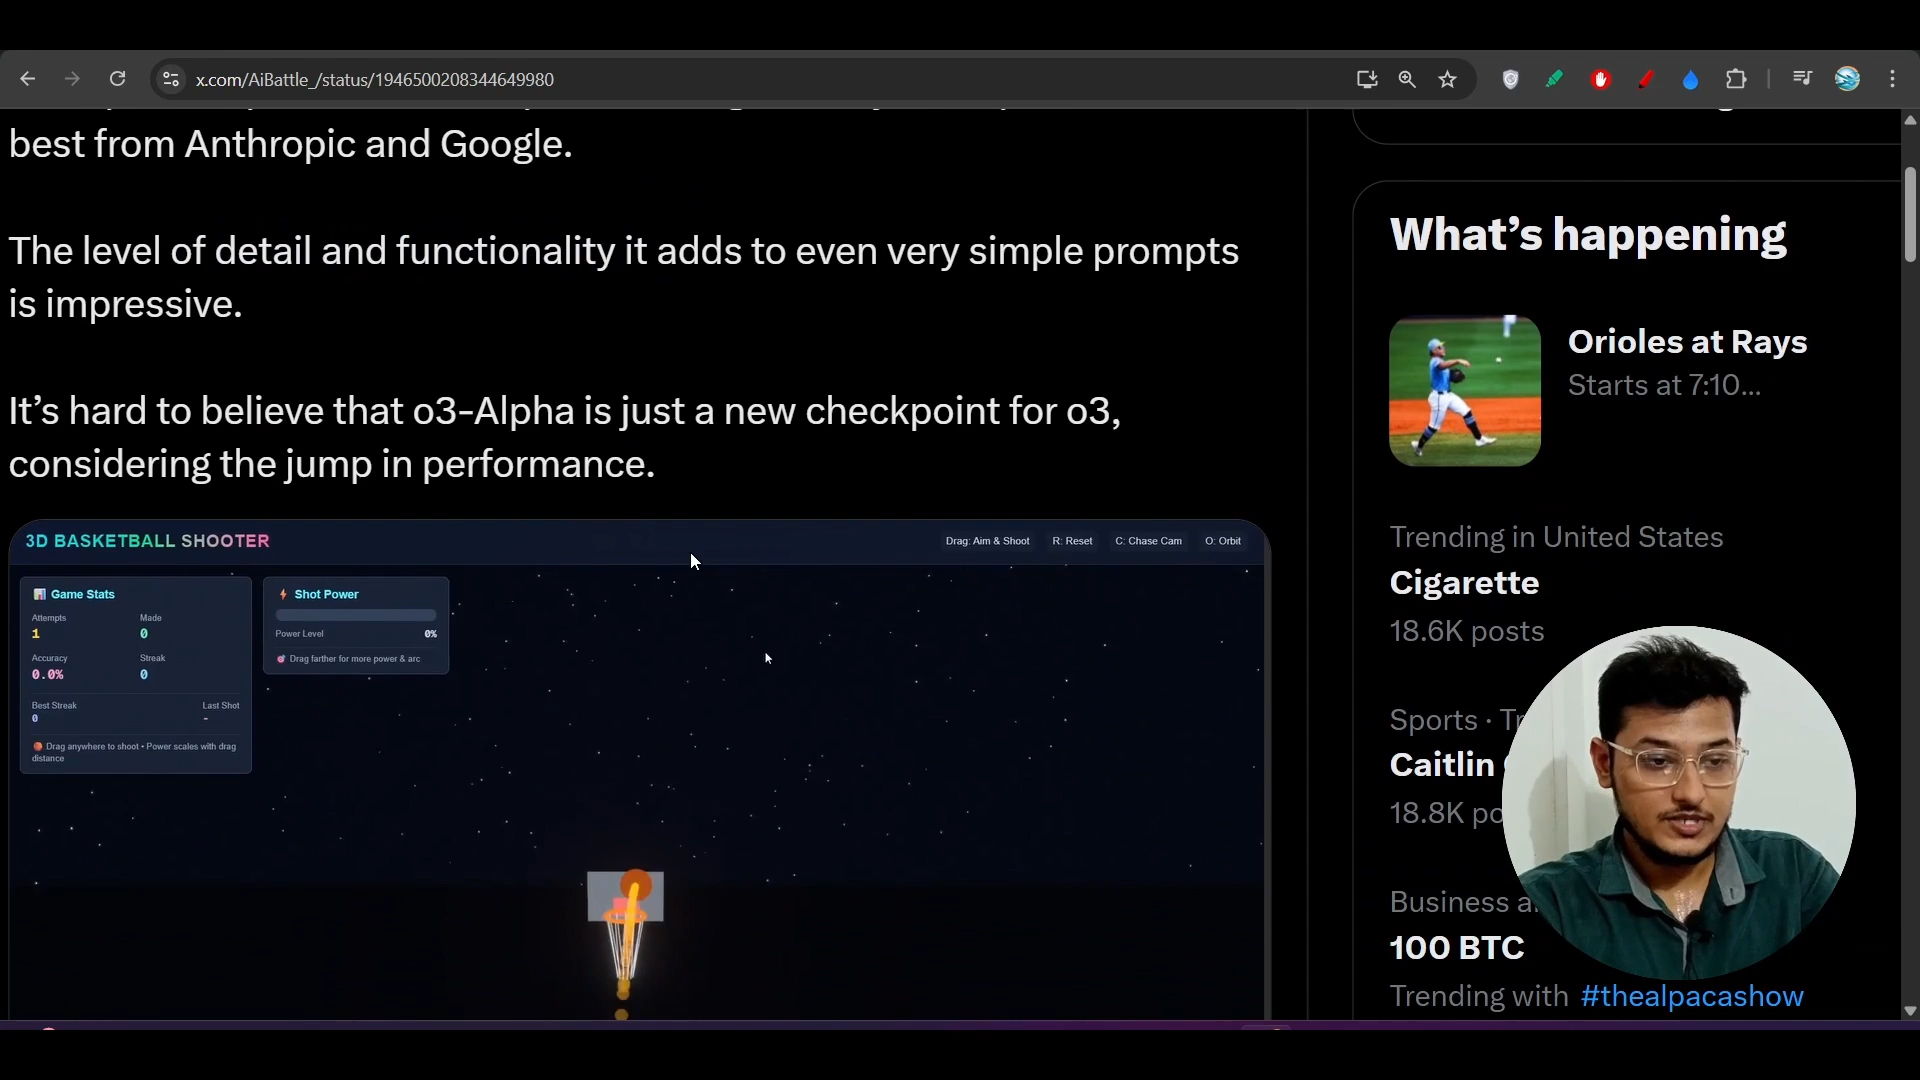 x.com/AiBattle_/status/1946500208344649980
best from Anthropic and Google.
The level of detail and functionality it adds to even very simple prompts
is impressive.
It's hard to believe that o3-Alpha is just a new checkpoint for o3,
considering the jump in performance.
3D BASKETBALL SHOOTER
Drag: Aim & Shoot
R: Reset
C: Chase Cam
O: Orbit
Game Stats
Attempts
Made
1
0
Accuracy
Streak
0.0%
0
Best Streak
Last Shot
0
-
Drag anywhere to shoot • Power scales with drag
distance
Shot Power
Power Level
0%
Drag farther for more power & arc
What's happening
Orioles at Rays
Starts at 7:10...
Trending in United States
Cigarette
18.6K posts
Sports ·
Caitlin
18.8K
Business
100 BTC
Trending with #thealpacashow